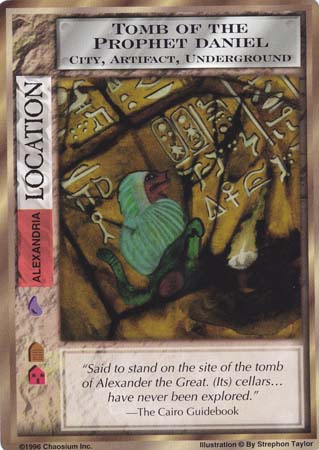 TOMB OF THE
PROPHET DANIEL
CITY, ARTIFACT, UNDERGROUND
ALEXANDRIA LOCATION
"Said to stand on the site of the tomb
of Alexander the Great. (Its) cellars...
have never been explored."
—The Cairo Guidebook
©1996 Chaosium Inc.
Illustration © By Strephon Taylor